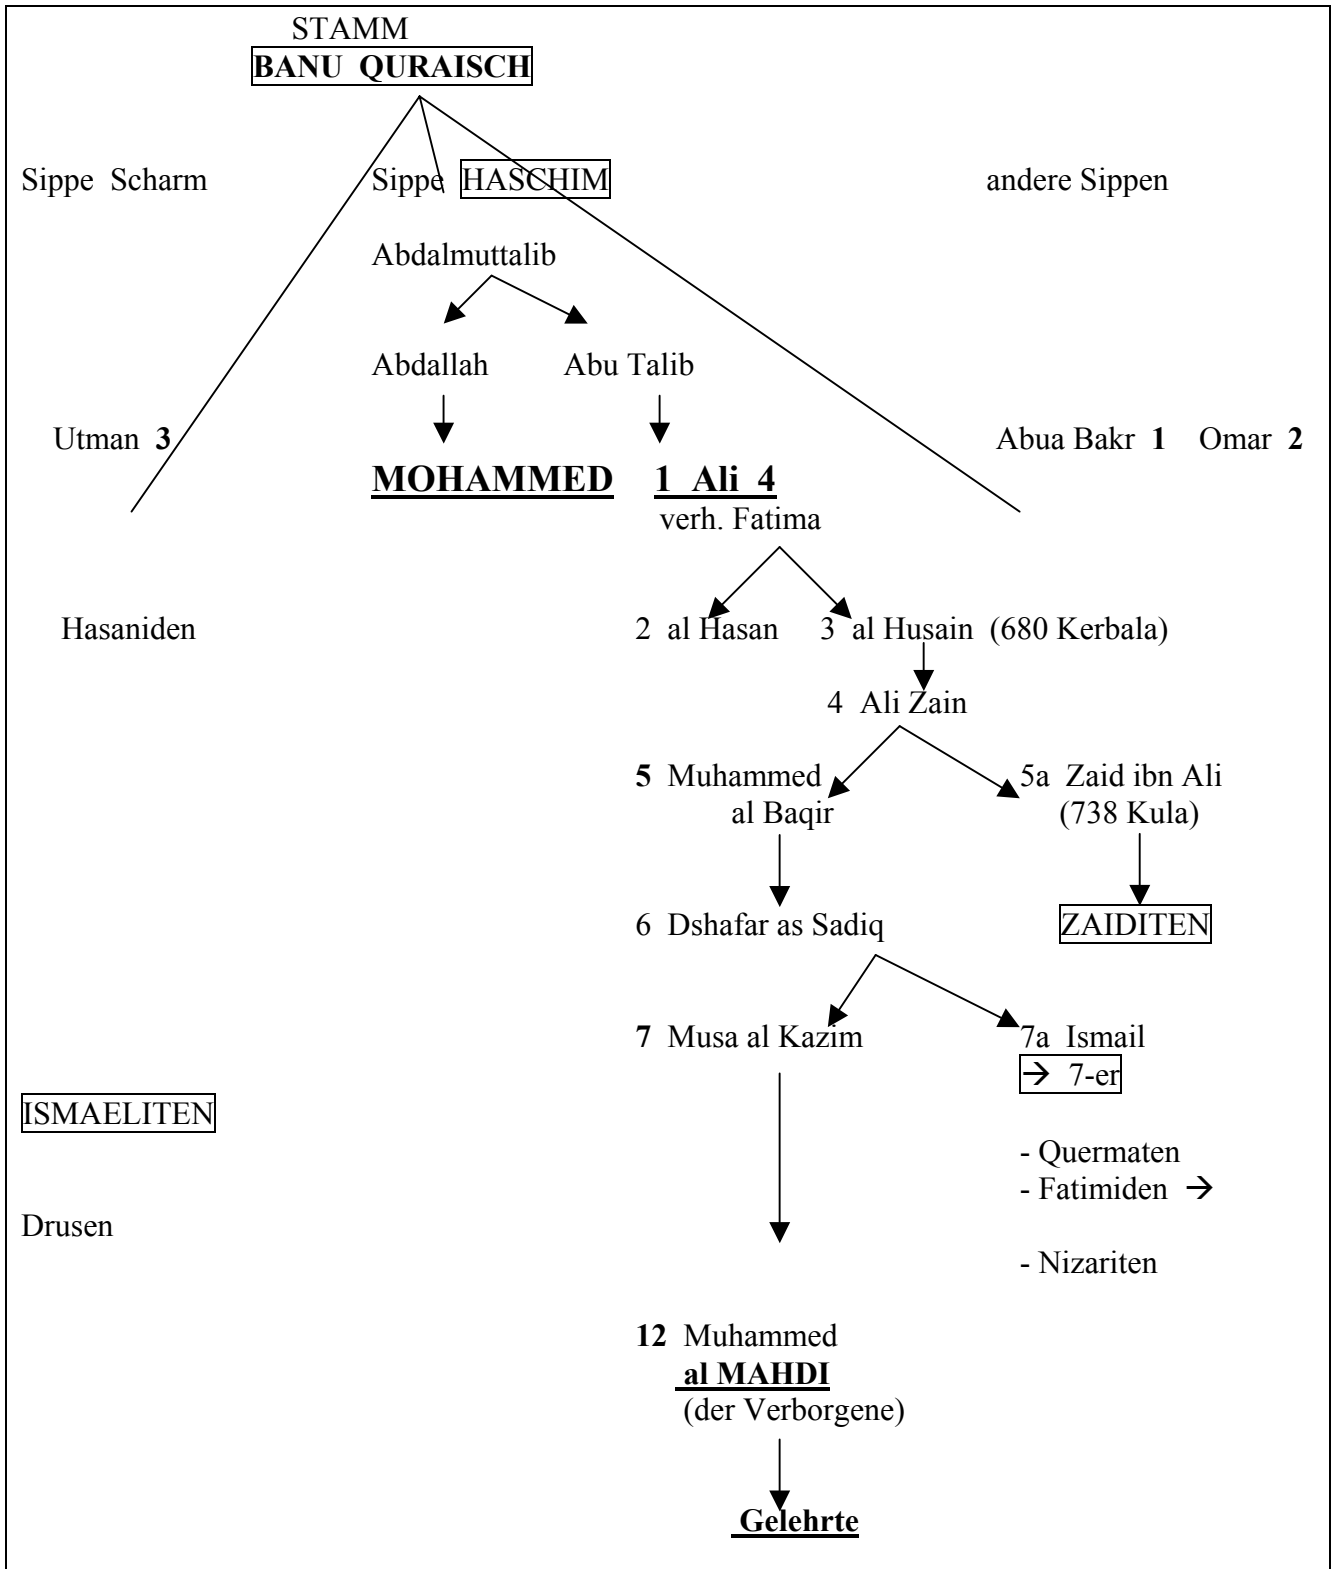 STAMM
BANU QURAISCH
Sippe Scharm Sippe HASCHIM andere Sippen
Abdalmuttalib
Abdallah Abu Talib
Utman 3 Abua Bakr 1 Omar 2
MOHAMMED 1 Ali 4
verh. Fatima
Hasaniden 2 al Hasan 3 al Husain (680 Kerbala)
4 Ali Zain
5 Muhammed 5a Zaid ibn Ali
al Baqir (738 Kula)
6 Dshafar as Sadiq ZAIDITEN
7 Musa al Kazim 7a Ismail
→ 7-er
ISMAELITEN
- Quermaten
- Fatimiden →
Drusen
- Nizariten
12 Muhammed
al MAHDI
(der Verborgene)
Gelehrte